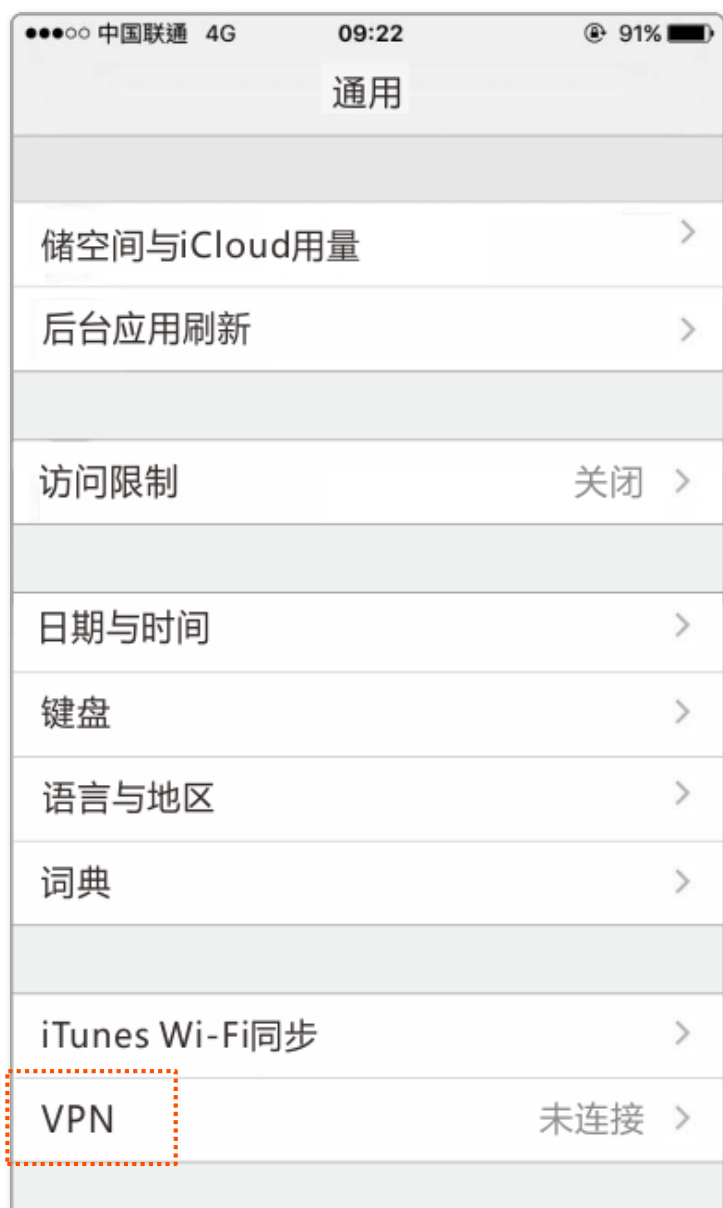 ●●●○○ 中国联通 4G 09:22 91%
通用
储空间与iCloud用量
后台应用刷新
访问限制 关闭
日期与时间
键盘
语言与地区
词典
iTunes Wi-Fi同步
VPN 未连接